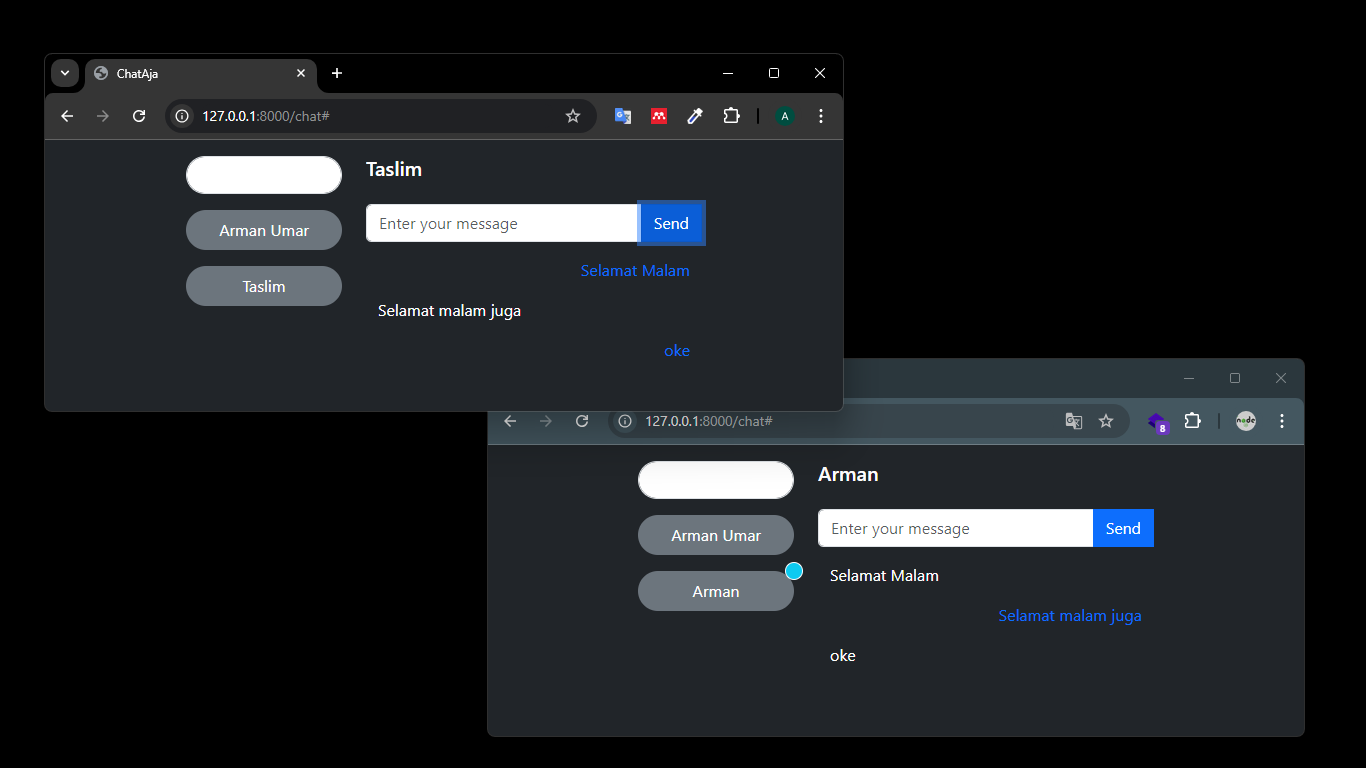 ChatAja
127.0.0.1:8000/chat#
A
Taslim
Enter your message
Send
Arman Umar
Selamat Malam
Taslim
Selamat malam juga
oke
127.0.0.1:8000/chat#
8
node
Arman
Enter your message
Send
Arman Umar
Selamat Malam
Arman
Selamat malam juga
oke